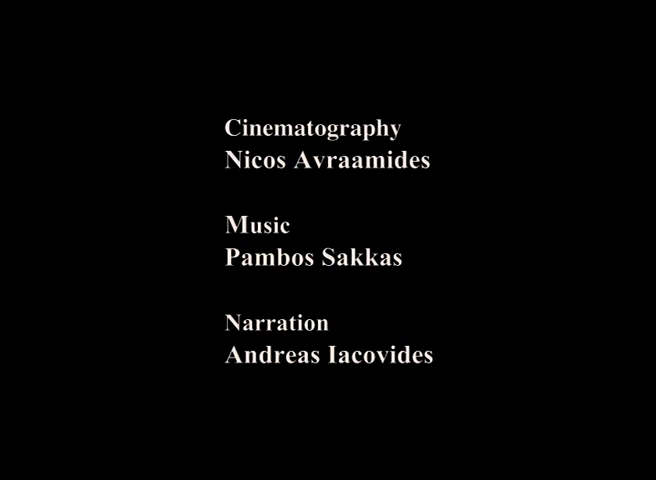 Cinematography
Nicos Avraamides
Music
Pambos Sakkas
Narration
Andreas Iacovides